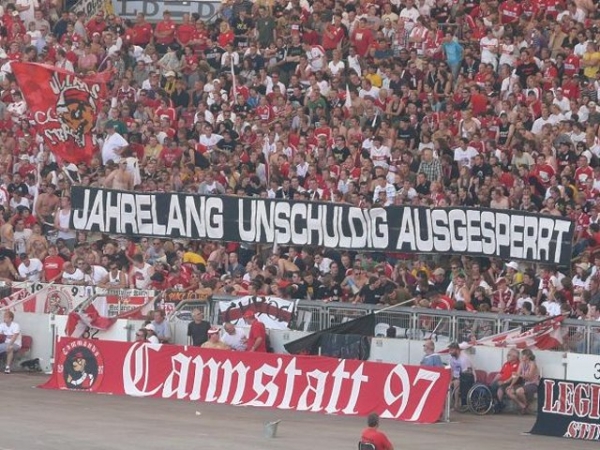 JAHRELANG UNSCHULDIG AUSGESPERRT
Cannstatt 97
LEGI